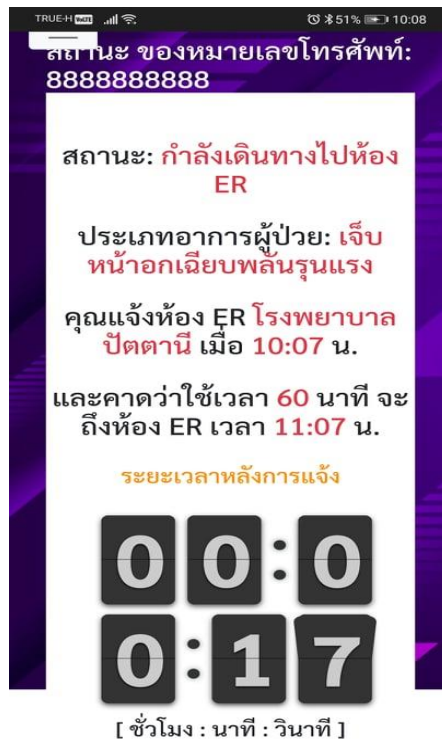 TRUE-H VoLTE 51% 10:08
สถานะ ของหมายเลขโทรศัพท์:
8888888888
สถานะ: กำลังเดินทางไปห้อง
ER
ประเภทอาการผู้ป่วย: เจ็บ
หน้าอกเฉียบพลันรุนแรง
คุณแจ้งห้อง ER โรงพยาบาล
ปัตตานี เมื่อ 10:07 น.
และคาดว่าใช้เวลา 60 นาที จะ
ถึงห้อง ER เวลา 11:07 น.
ระยะเวลาหลังการแจ้ง
00:0
0:17
[ ชั่วโมง : นาที : วินาที ]